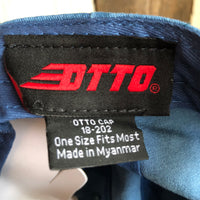 OTTO®
OTTO CAP
18-202
One Size Fits Most
Made in Myanmar